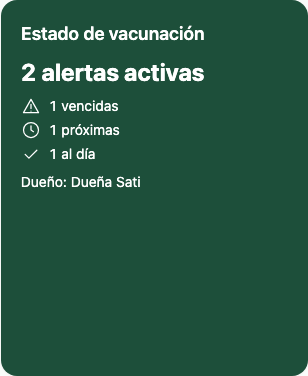 Estado de vacunación
2 alertas activas
1 vencidas
1 próximas
1 al día
Dueño: Dueña Sati